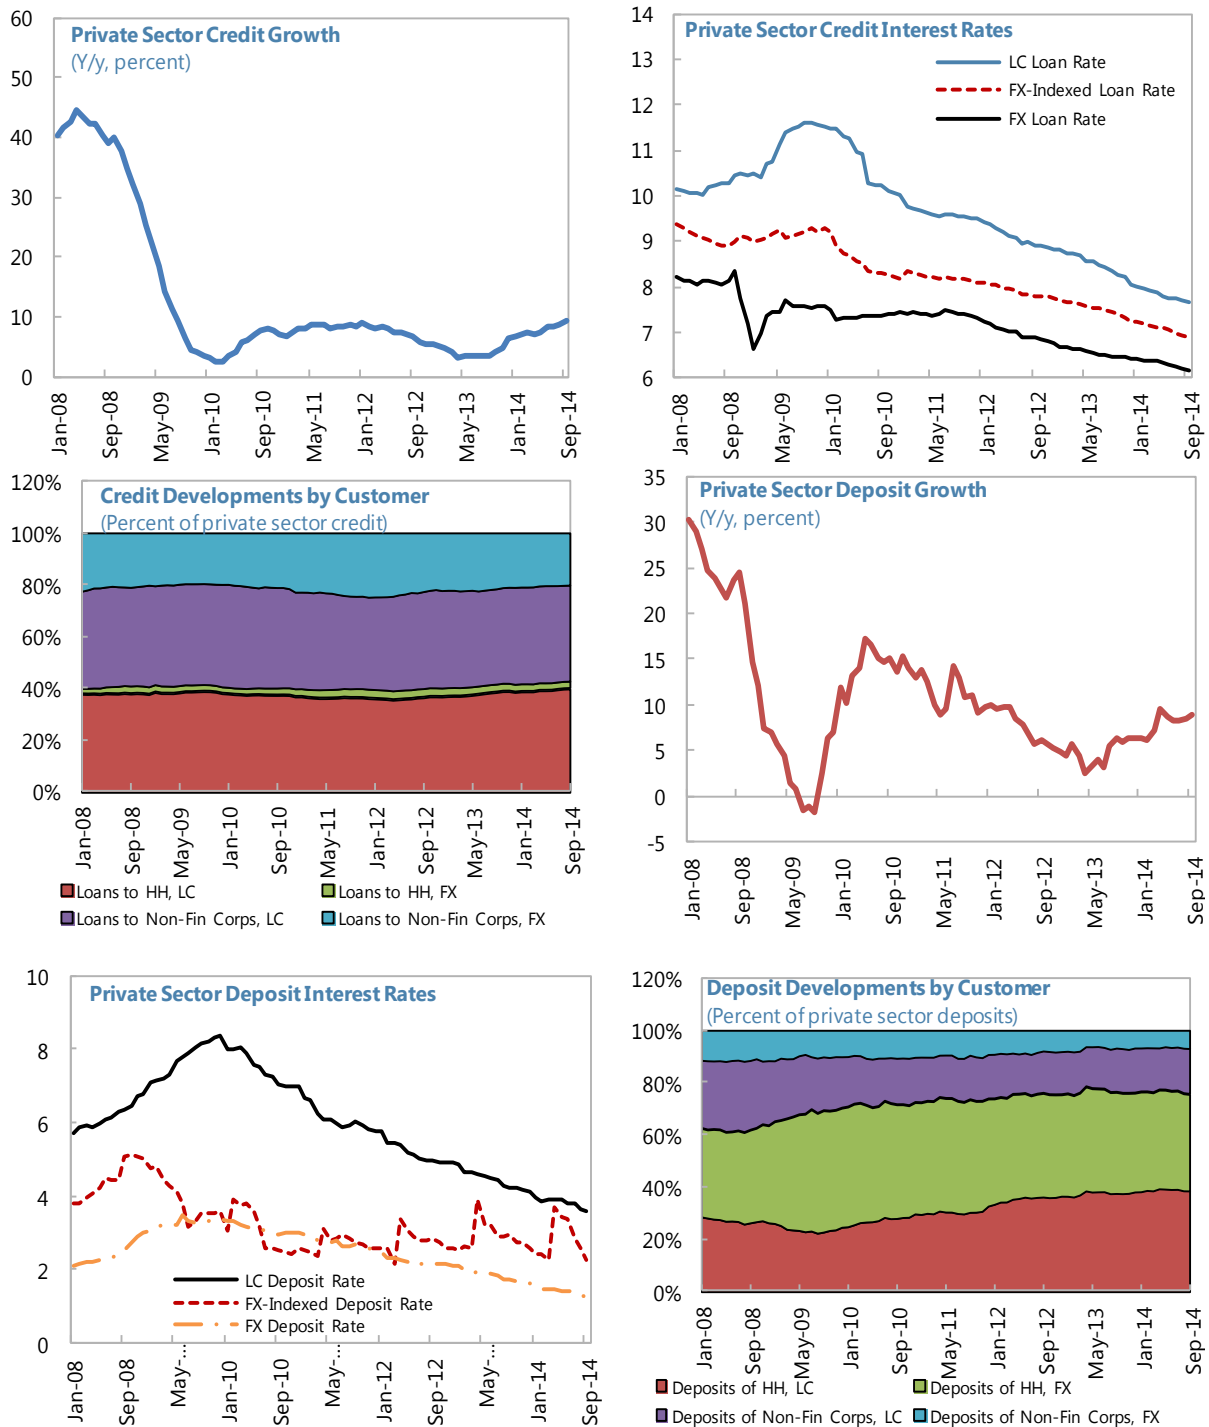 Private Sector Credit Growth
(Y/y, percent)
60
50
40
30
20
10
0
Jan-08
Sep-08
May-09
Jan-10
Sep-10
May-11
Jan-12
Sep-12
May-13
Jan-14
Sep-14
Private Sector Credit Interest Rates
LC Loan Rate
FX-Indexed Loan Rate
FX Loan Rate
14
13
12
11
10
9
8
7
6
Jan-08
Sep-08
May-09
Jan-10
Sep-10
May-11
Jan-12
Sep-12
May-13
Jan-14
Sep-14
Credit Developments by Customer
(Percent of private sector credit)
120%
100%
80%
60%
40%
20%
0%
Jan-08
Sep-08
May-09
Jan-10
Sep-10
May-11
Jan-12
Sep-12
May-13
Jan-14
Sep-14
Loans to HH, LC
Loans to HH, FX
Loans to Non-Fin Corps, LC
Loans to Non-Fin Corps, FX
Private Sector Deposit Growth
(Y/y, percent)
35
30
25
20
15
10
5
0
-5
Jan-08
Sep-08
May-09
Jan-10
Sep-10
May-11
Jan-12
Sep-12
May-13
Jan-14
Sep-14
Private Sector Deposit Interest Rates
10
8
6
4
2
0
LC Deposit Rate
FX-Indexed Deposit Rate
FX Deposit Rate
Jan-08
Sep-08
May-...
Jan-10
Sep-10
May-...
Jan-12
Sep-12
May-...
Jan-14
Sep-14
Deposit Developments by Customer
(Percent of private sector deposits)
120%
100%
80%
60%
40%
20%
0%
Jan-08
Sep-08
May-09
Jan-10
Sep-10
May-11
Jan-12
Sep-12
May-13
Jan-14
Sep-14
Deposits of HH, LC
Deposits of HH, FX
Deposits of Non-Fin Corps, LC
Deposits of Non-Fin Corps, FX